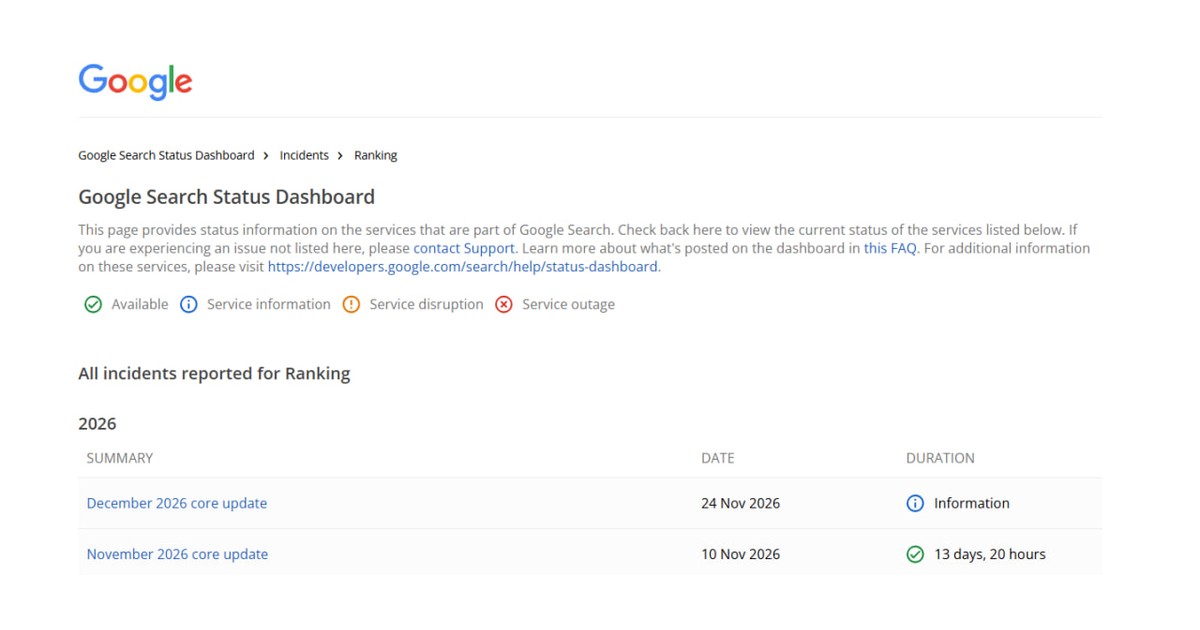 Google
Google Search Status Dashboard > Incidents > Ranking
Google Search Status Dashboard
This page provides status information on the services that are part of Google Search. Check back here to view the current status of the services listed below. If
you are experiencing an issue not listed here, please contact Support. Learn more about what's posted on the dashboard in this FAQ. For additional information
on these services, please visit https://developers.google.com/search/help/status-dashboard.
Available Service information Service disruption Service outage
All incidents reported for Ranking
2026
SUMMARY DATE DURATION
December 2026 core update 24 Nov 2026 Information
November 2026 core update 10 Nov 2026 13 days, 20 hours